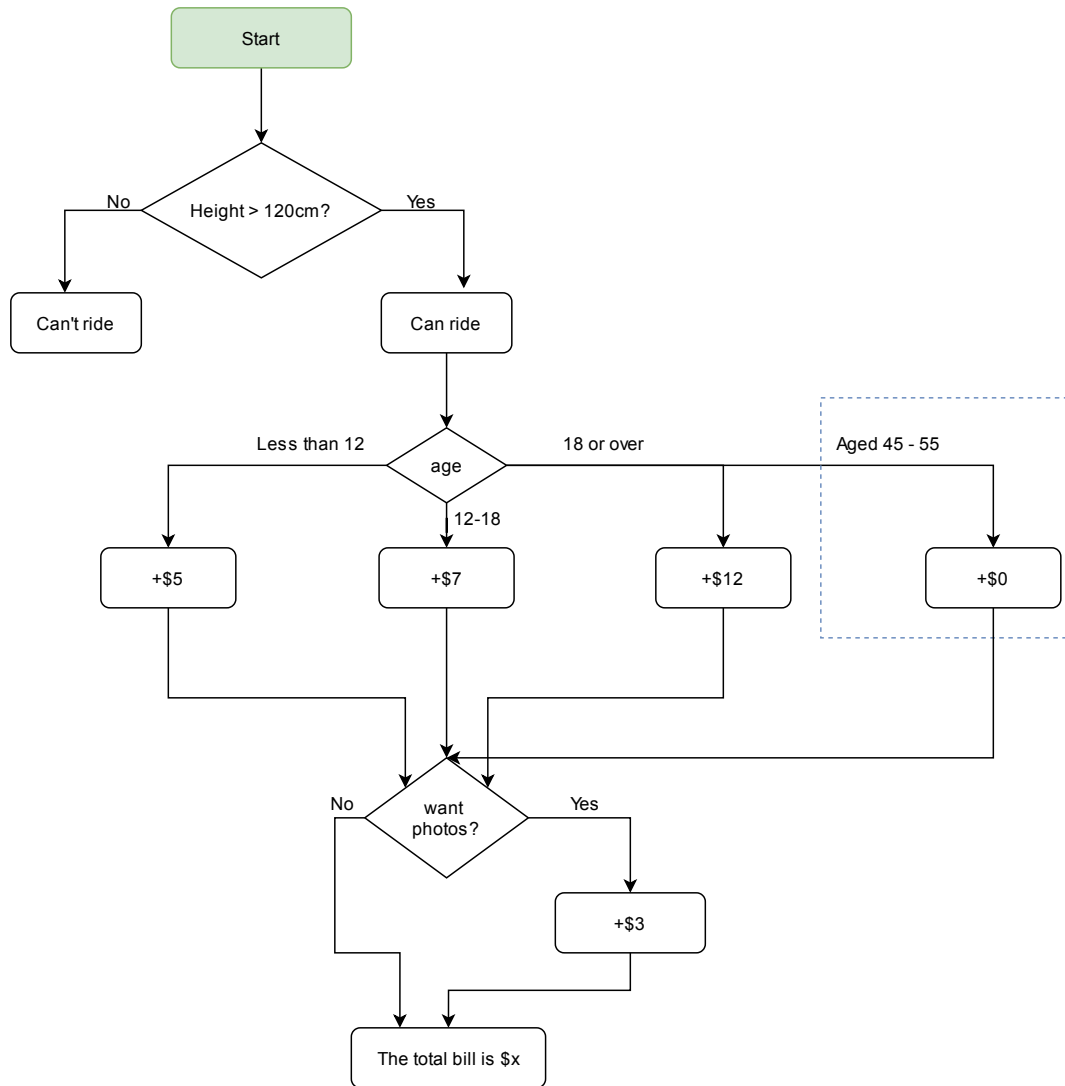 Start
No
Height > 120cm?
Yes
Can't ride
Can ride
Less than 12
age
18 or over
Aged 45 - 55
12-18
+$5
+$7
+$12
+$0
No
want
photos?
Yes
+$3
The total bill is $x